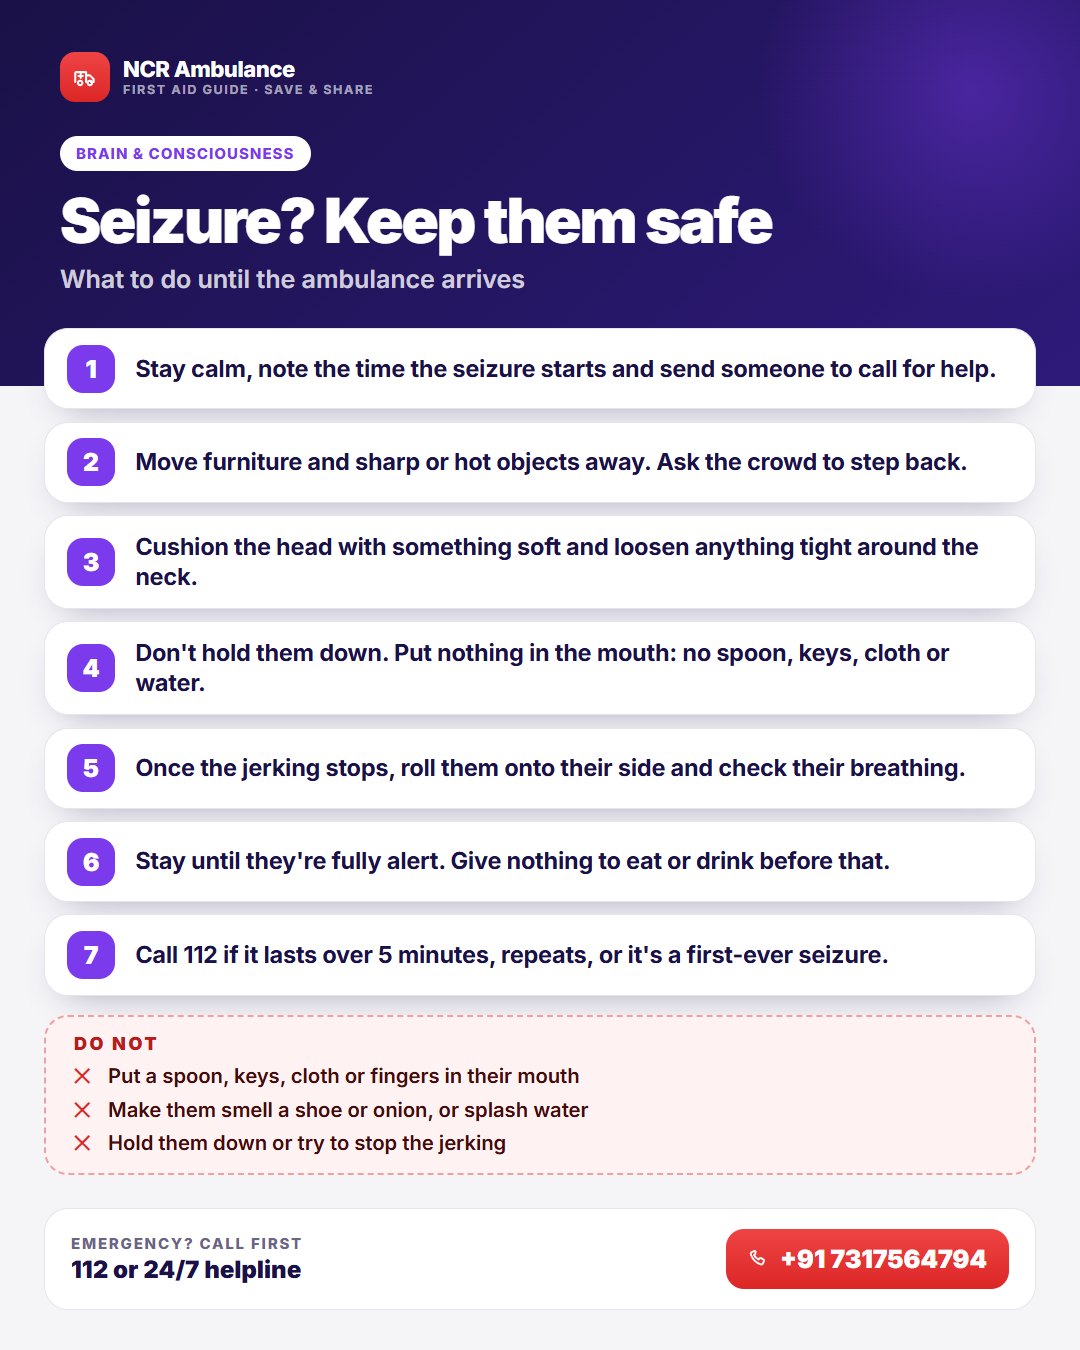 NCR Ambulance
FIRST AID GUIDE · SAVE & SHARE
BRAIN & CONSCIOUSNESS
Seizure? Keep them safe
What to do until the ambulance arrives
1 Stay calm, note the time the seizure starts and send someone to call for help.
2 Move furniture and sharp or hot objects away. Ask the crowd to step back.
3 Cushion the head with something soft and loosen anything tight around the
neck.
4 Don't hold them down. Put nothing in the mouth: no spoon, keys, cloth or
water.
5 Once the jerking stops, roll them onto their side and check their breathing.
6 Stay until they're fully alert. Give nothing to eat or drink before that.
7 Call 112 if it lasts over 5 minutes, repeats, or it's a first-ever seizure.
DO NOT
Put a spoon, keys, cloth or fingers in their mouth
Make them smell a shoe or onion, or splash water
Hold them down or try to stop the jerking
EMERGENCY? CALL FIRST
112 or 24/7 helpline
+91 7317564794